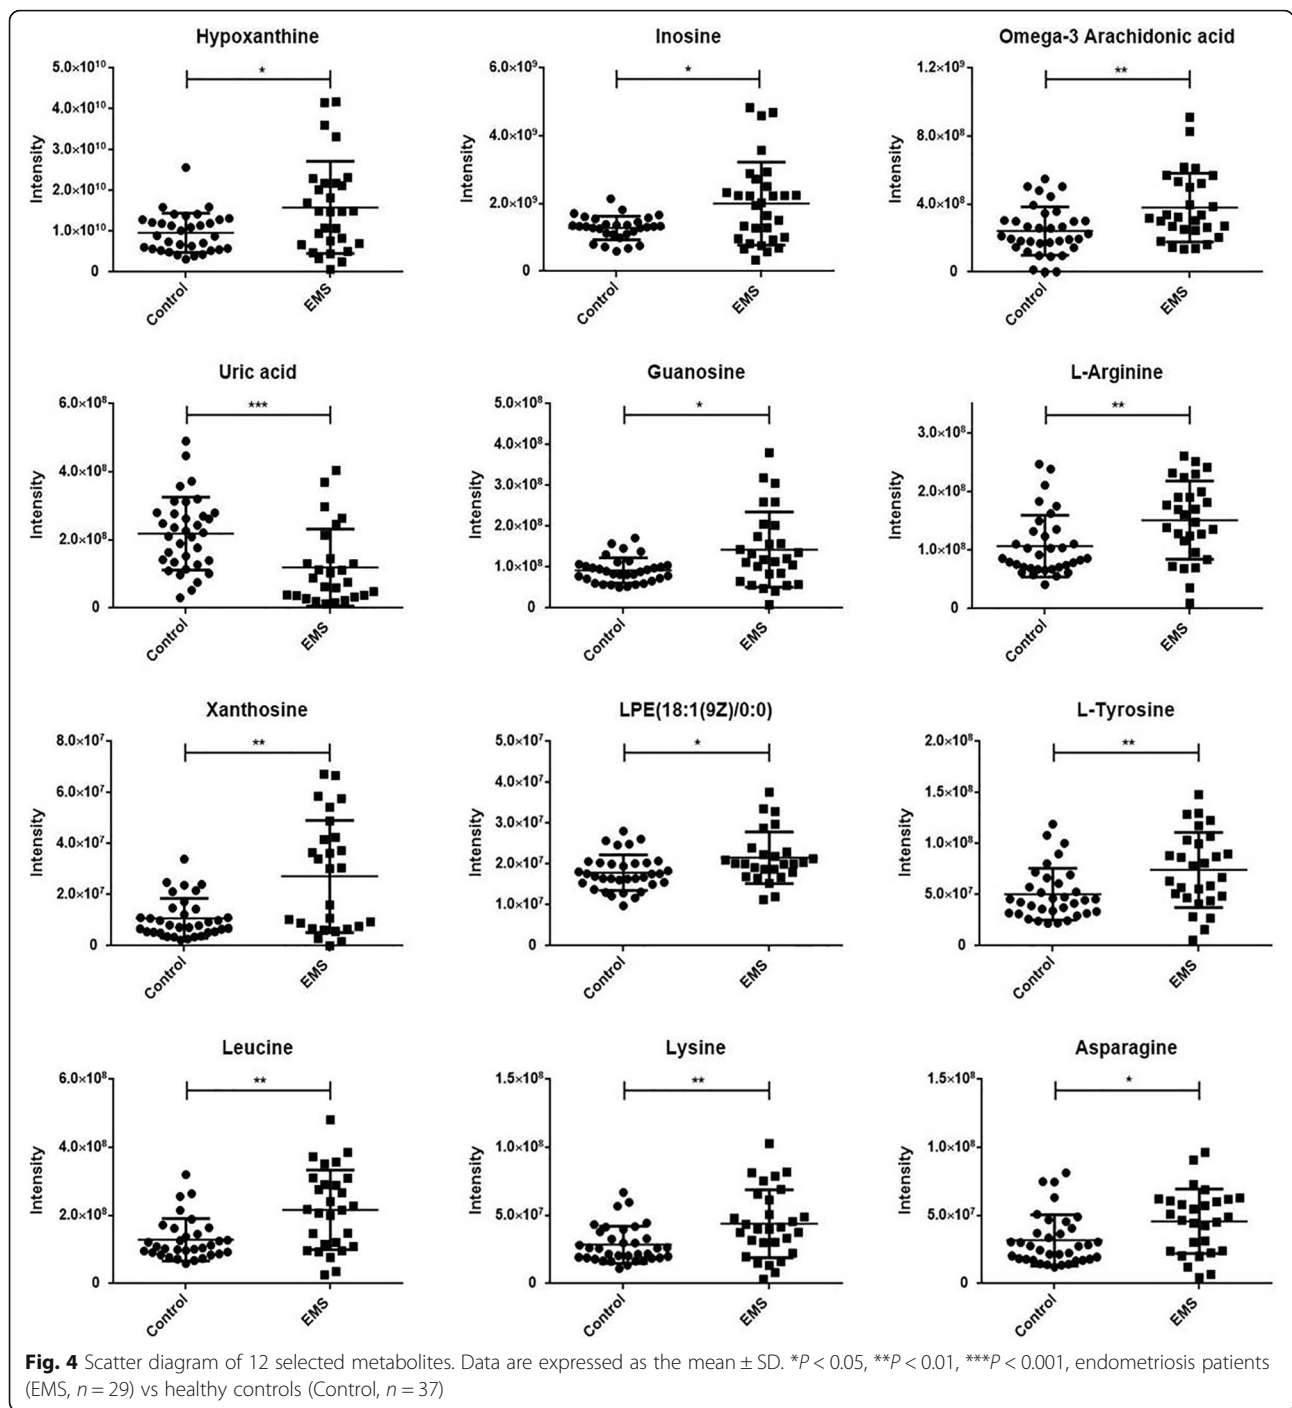 Hypoxanthine Inosine Omega-3 Arachidonic acid
5.0×10¹⁰ 6.0×10⁹ 1.2×10⁹
* * **
4.0×10¹⁰
3.0×10¹⁰ 4.0×10⁹ 8.0×10⁸
Intensity Intensity Intensity
2.0×10¹⁰ 2.0×10⁹ 4.0×10⁸
1.0×10¹⁰
0 0 0
Control EMS Control EMS Control EMS
Uric acid Guanosine L-Arginine
6.0×10⁸ 5.0×10⁸
*** * **
4.0×10⁸ 3.0×10⁸
4.0×10⁸ 3.0×10⁸ 2.0×10⁸
Intensity Intensity Intensity
2.0×10⁸ 2.0×10⁸ 1.0×10⁸
1.0×10⁸
0 0 0
Control EMS Control EMS Control EMS
Xanthosine LPE(18:1(9Z)/0:0) L-Tyrosine
8.0×10⁷ 5.0×10⁷ 2.0×10⁸
** * **
6.0×10⁷ 4.0×10⁷ 1.5×10⁸
3.0×10⁷
Intensity Intensity Intensity
4.0×10⁷ 2.0×10⁷ 1.0×10⁸
2.0×10⁷ 1.0×10⁷ 5.0×10⁷
0 0 0
Control EMS Control EMS Control EMS
Leucine Lysine Asparagine
6.0×10⁸ 1.5×10⁸ 1.5×10⁸
** ** *
4.0×10⁸ 1.0×10⁸ 1.0×10⁸
Intensity Intensity Intensity
2.0×10⁸ 5.0×10⁷ 5.0×10⁷
0 0 0
Control EMS Control EMS Control EMS
Fig. 4 Scatter diagram of 12 selected metabolites. Data are expressed as the mean ± SD. *P < 0.05, **P < 0.01, ***P < 0.001, endometriosis patients
(EMS, n = 29) vs healthy controls (Control, n = 37)